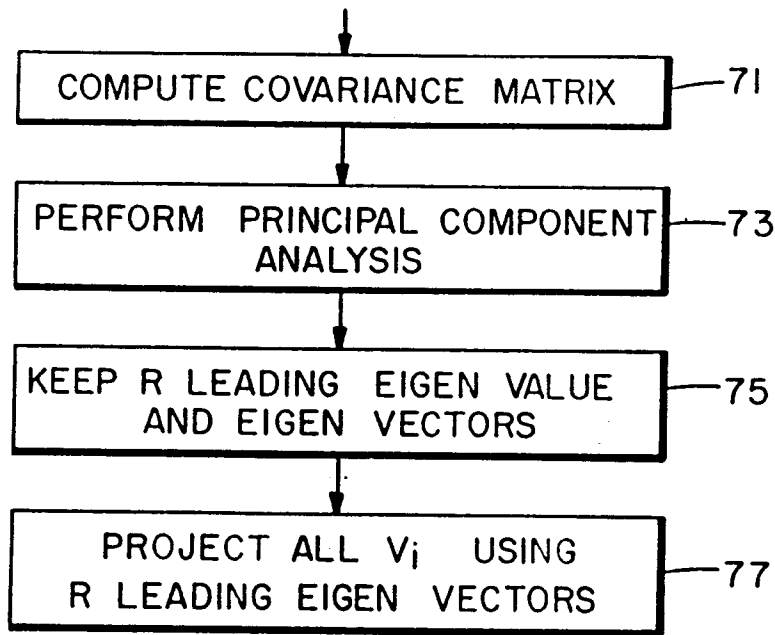 COMPUTE COVARIANCE MATRIX 71
PERFORM PRINCIPAL COMPONENT 73
ANALYSIS
KEEP R LEADING EIGEN VALUE 75
AND EIGEN VECTORS
PROJECT ALL Vi USING 77
R LEADING EIGEN VECTORS